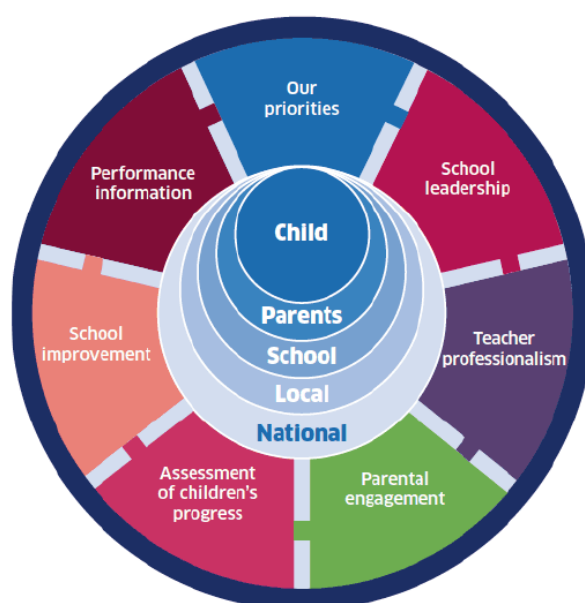 Our
priorities
School
leadership
Teacher
professionalism
Parental
engagement
Assessment
of children's
progress
School
improvement
Performance
information
Child
Parents
School
Local
National